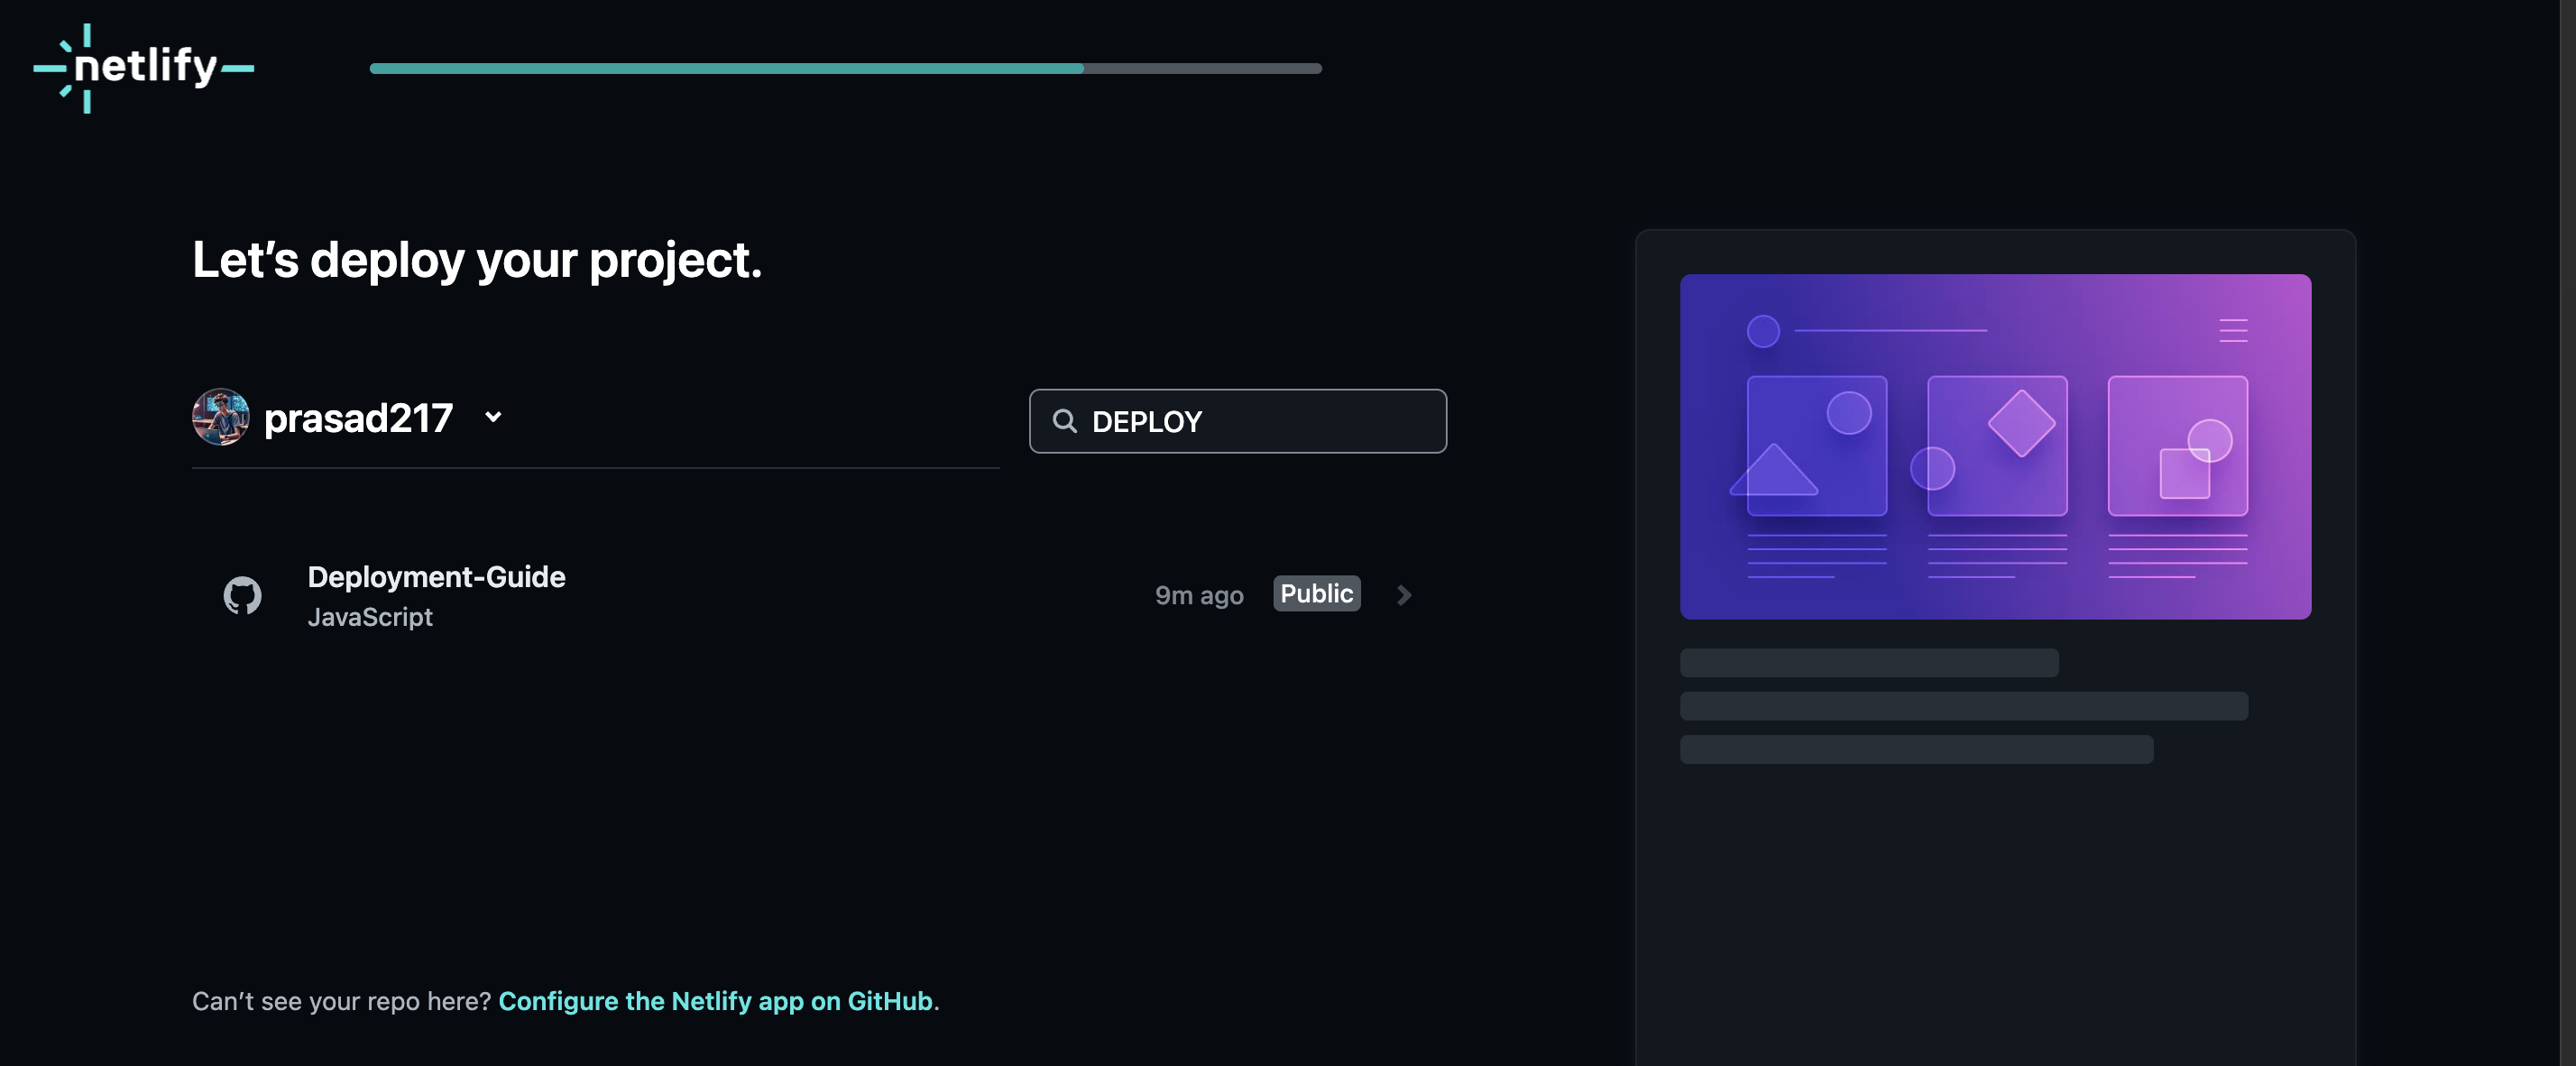 netlify
Let’s deploy your project.
prasad217
DEPLOY
Deployment-Guide
JavaScript
9m ago
Public
Can’t see your repo here? Configure the Netlify app on GitHub.